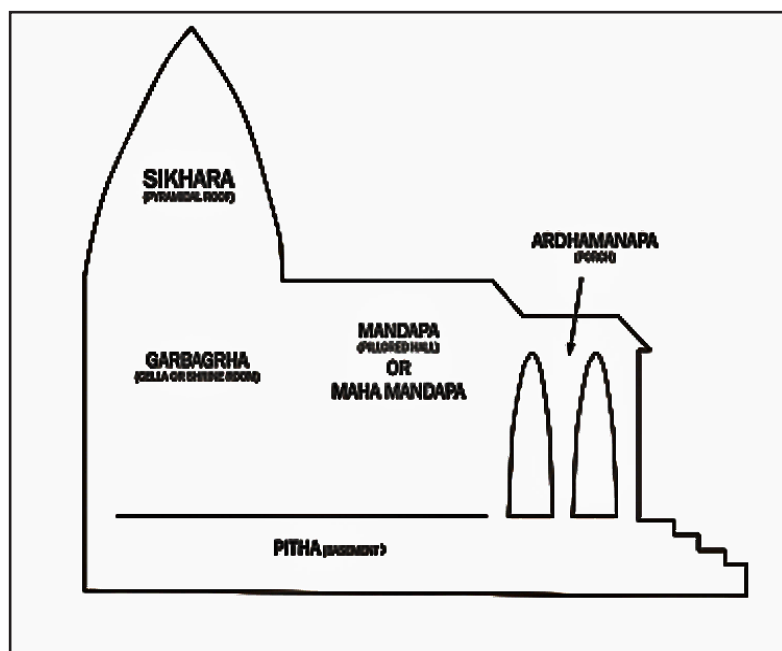 SIKHARA
(PYRAMIDAL ROOF)
ARDHAMANAPA
(PORCH)
MANDAPA
(PILLORED HALL)
OR
MAHA MANDAPA
GARBAGRHA
(CELLA OR SHRINE ROOM)
PITHA (BASEMENT)